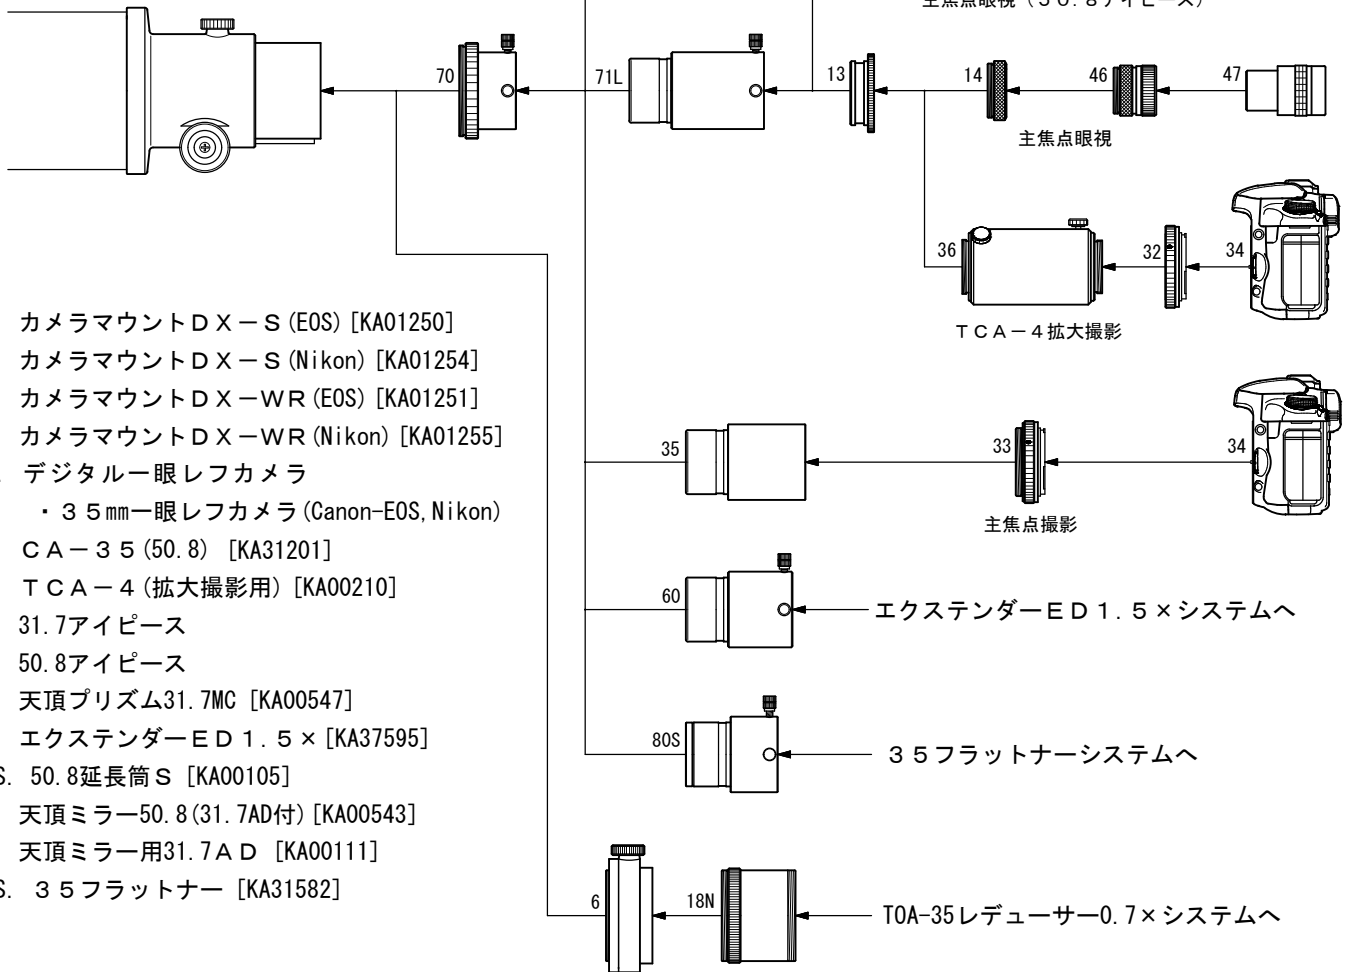 主焦点眼視(50.8アイピース)
70
71L
13
14
46
47
主焦点眼視
36
32
34
TCA-4拡大撮影
カメラマウントDX-S(EOS)[KA01250]
カメラマウントDX-S(Nikon)[KA01254]
カメラマウントDX-WR(EOS)[KA01251]
カメラマウントDX-WR(Nikon)[KA01255]
デジタル一眼レフカメラ
・35mm一眼レフカメラ(Canon-EOS,Nikon)
CA-35(50.8) [KA31201]
TCA-4(拡大撮影用)[KA00210]
31.7アイピース
50.8アイピース
天頂プリズム31.7MC [KA00547]
エクステンダーED1.5×[KA37595]
S. 50.8延長筒S [KA00105]
天頂ミラー50.8(31.7AD付)[KA00543]
天頂ミラー用31.7AD [KA00111]
S. 35フラットナー [KA31582]
35
33
34
主焦点撮影
60
エクステンダーED1.5×システムへ
80S
35フラットナーシステムへ
6
18N
TOA-35レデューサー0.7×システムへ